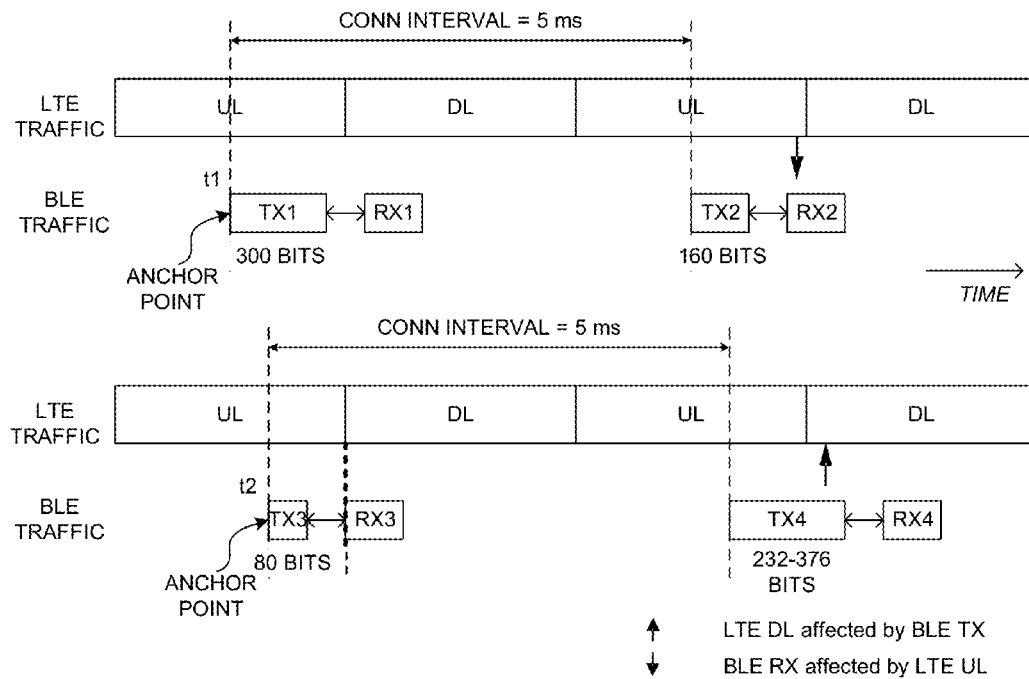 CONN INTERVAL = 5 ms
LTE TRAFFIC
UL
DL
UL
DL
t1
BLE TRAFFIC
TX1
RX1
TX2
RX2
300 BITS
160 BITS
ANCHOR POINT
TIME
CONN INTERVAL = 5 ms
LTE TRAFFIC
UL
DL
UL
DL
t2
BLE TRAFFIC
TX3
RX3
TX4
RX4
80 BITS
232-376
BITS
ANCHOR POINT
LTE DL affected by BLE TX
BLE RX affected by LTE UL